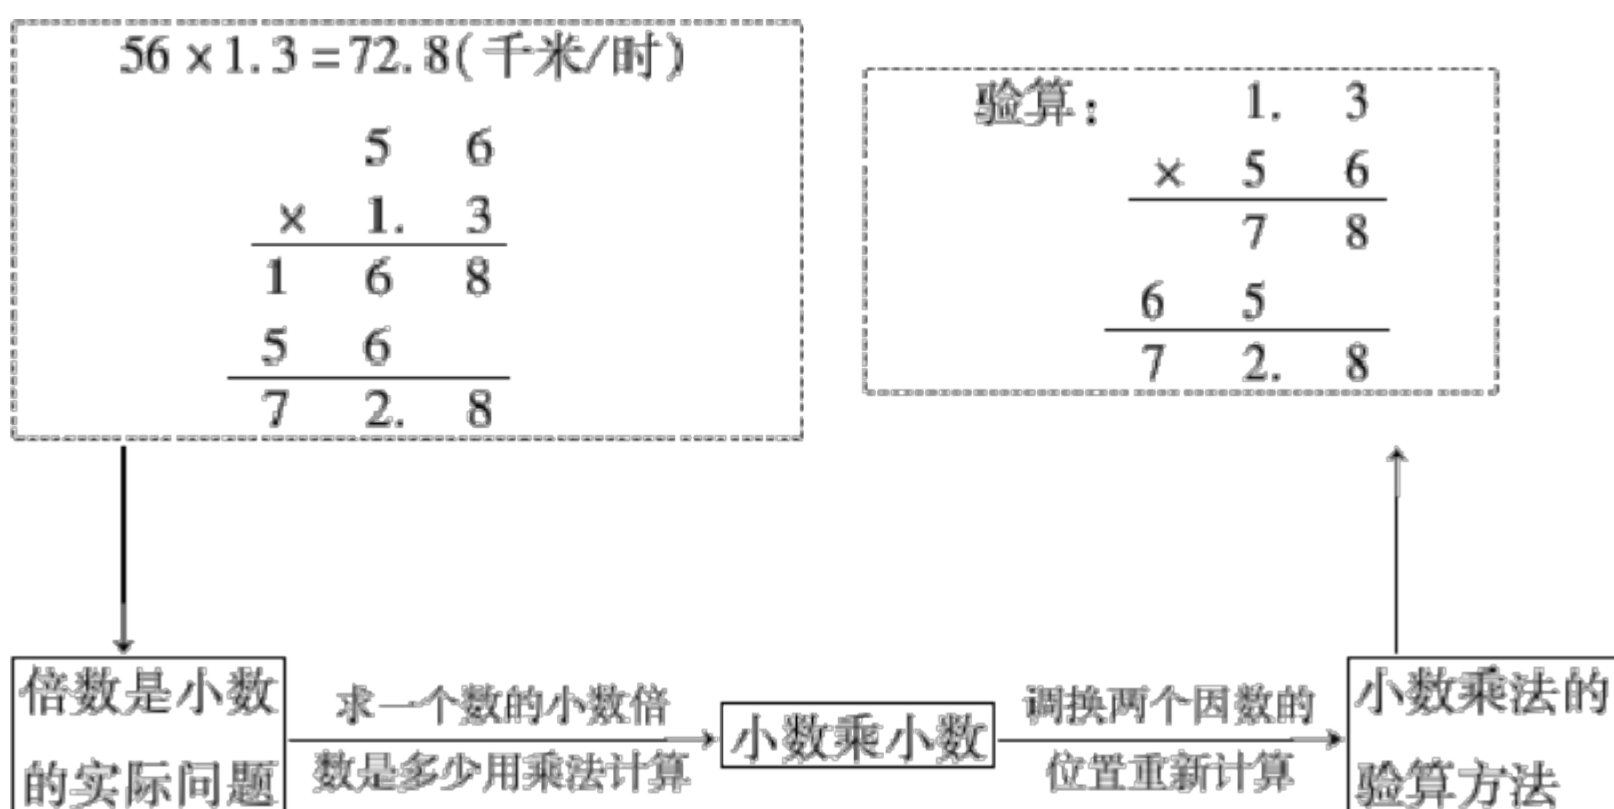 56×1.3=72.8(千米/时)
5 6
× 1. 3
1 6 8
5 6
7 2. 8
验算: 1. 3
× 5 6
7 8
6 5
7 2. 8
倍数是小数
的实际问题
求一个数的小数倍
数是多少用乘法计算
小数乘小数
调换两个因数的
位置重新计算
小数乘法的
验算方法